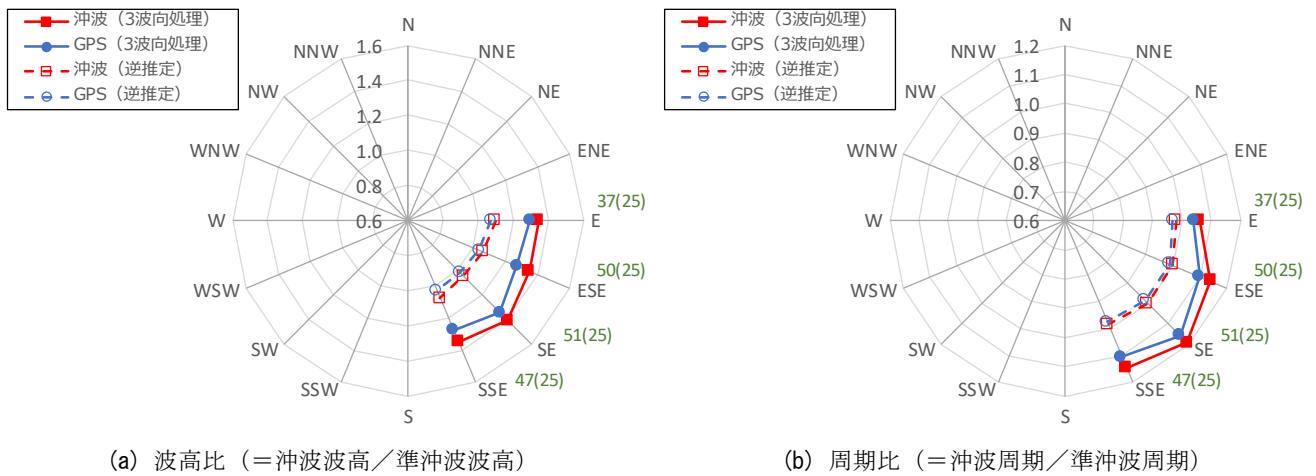 沖波（3波向処理）
GPS（3波向処理）
沖波（逆推定）
GPS（逆推定）
N
NNE
NE
ENE
E
ESE
SE
SSE
S
SSW
SW
WSW
W
WNW
NW
NNW
1.6
1.4
1.2
1.0
0.8
0.6
37(25)
50(25)
51(25)
47(25)
(a) 波高比（＝沖波波高／準沖波波高）
沖波（3波向処理）
GPS（3波向処理）
沖波（逆推定）
GPS（逆推定）
N
NNE
NE
ENE
E
ESE
SE
SSE
S
SSW
SW
WSW
W
WNW
NW
NNW
1.2
1.1
1.0
0.9
0.8
0.7
0.6
37(25)
50(25)
51(25)
47(25)
(b) 周期比（＝沖波周期／準沖波周期）